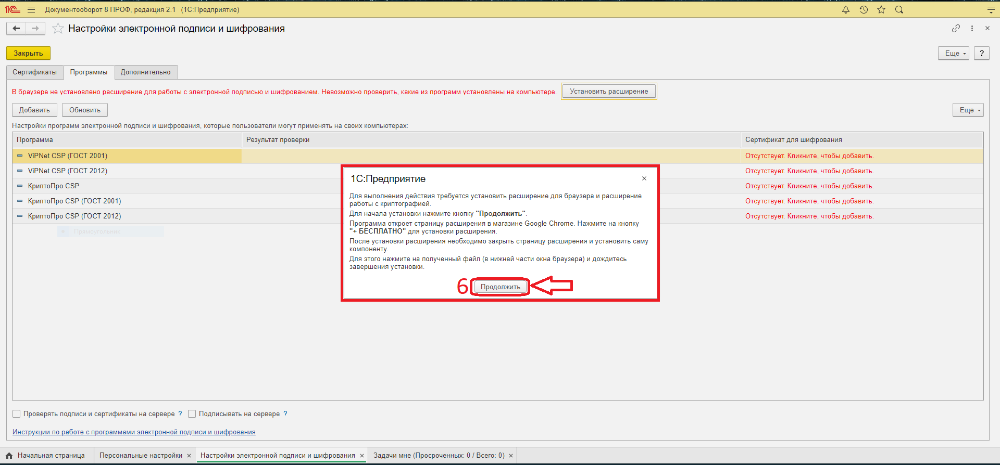 1С Документооборот 8 ПРОФ, редакция 2.1 (1С:Предприятие)
Настройки электронной подписи и шифрования
Закрыть
Еще
?
Сертификаты
Программы
Дополнительно
В браузере не установлено расширение для работы с электронной подписью и шифрованием. Невозможно проверить, какие из программ установлены на компьютере.
Установить расширение
Добавить
Обновить
Еще
Настройки программ электронной подписи и шифрования, которые пользователи могут применять на своих компьютерах:
Программа
Результат проверки
Сертификат для шифрования
ViPNet CSP (ГОСТ 2001)
Отсутствует. Кликните, чтобы добавить.
ViPNet CSP (ГОСТ 2012)
Отсутствует. Кликните, чтобы добавить.
КриптоПро CSP
Отсутствует. Кликните, чтобы добавить.
КриптоПро CSP (ГОСТ 2001)
Отсутствует. Кликните, чтобы добавить.
КриптоПро CSP (ГОСТ 2012)
Отсутствует. Кликните, чтобы добавить.
Прямоугольник
1С:Предприятие
Для выполнения действия требуется установить расширение для браузера и расширение
работы с криптографией.
Для начала установки нажмите кнопку "Продолжить".
Программа откроет страницу расширения в магазине Google Chrome. Нажмите на кнопку
"+ БЕСПЛАТНО" для установки расширения.
После установки расширения необходимо закрыть страницу расширения и установить саму
компоненту.
Для этого нажмите на полученный файл (в нижней части окна браузера) и дождитесь
завершения установки.
6 Продолжить
Проверять подписи и сертификаты на сервере ? Подписывать на сервере ?
Инструкции по работе с программами электронной подписи и шифрования
Начальная страница
Персональные настройки
Настройки электронной подписи и шифрования
Задачи мне (Просроченных: 0 / Всего: 0)